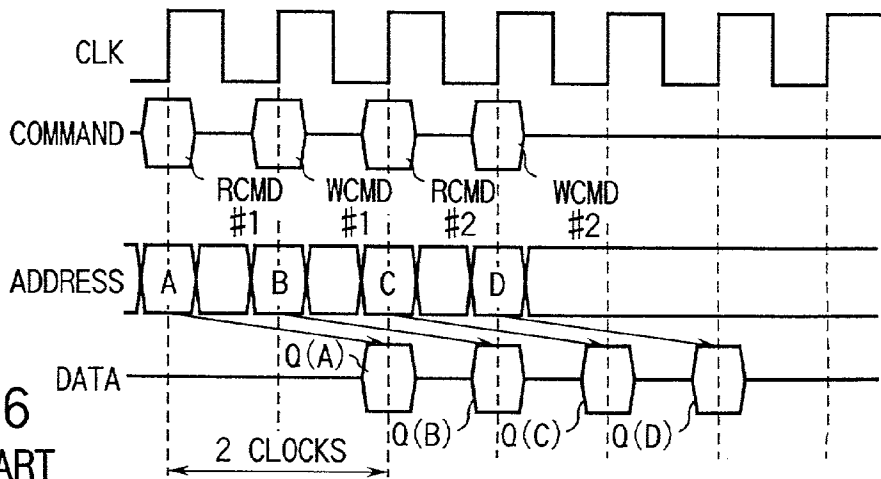 CLK
COMMAND
RCMD #1
WCMD #1
RCMD #2
WCMD #2
ADDRESS
A
B
C
D
DATA
Q(A)
Q(B)
Q(C)
Q(D)
2 CLOCKS
6
ART